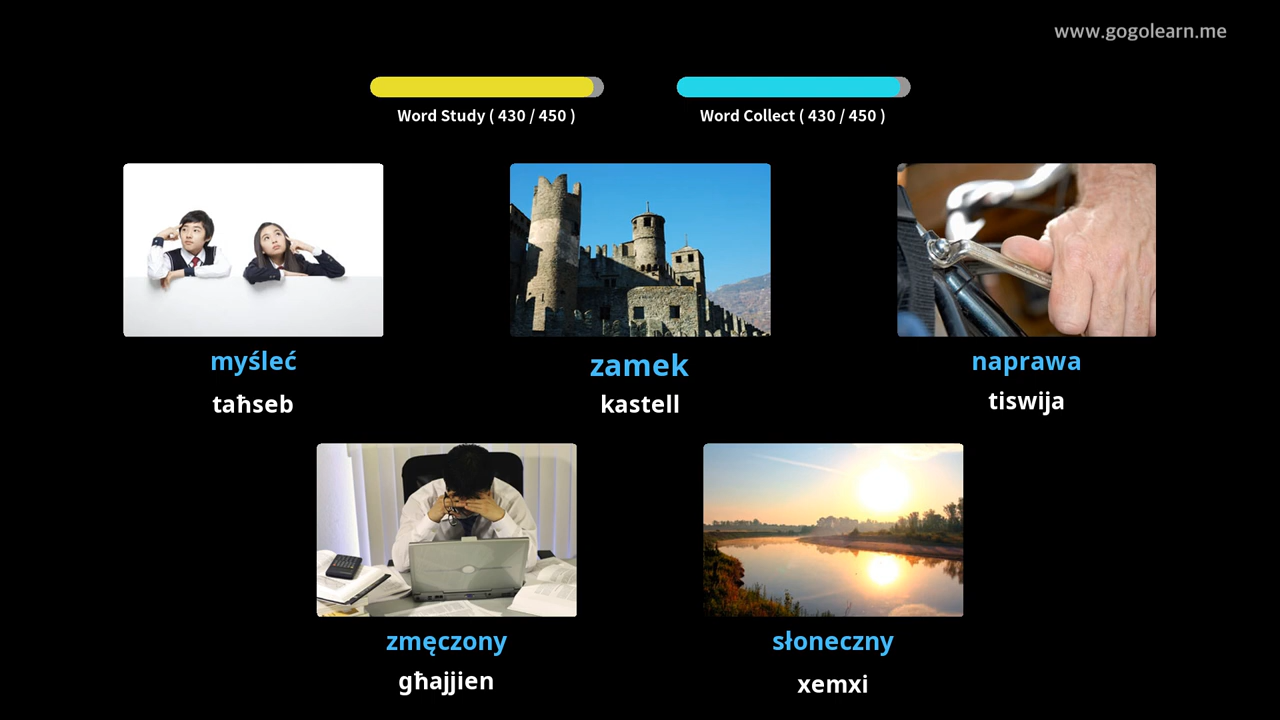 www.gogolearn.me
Word Study ( 430 / 450 )
Word Collect ( 430 / 450 )
myśleć
taħseb
zamek
kastell
naprawa
tiswija
zmęczony
għajjien
słoneczny
xemxi